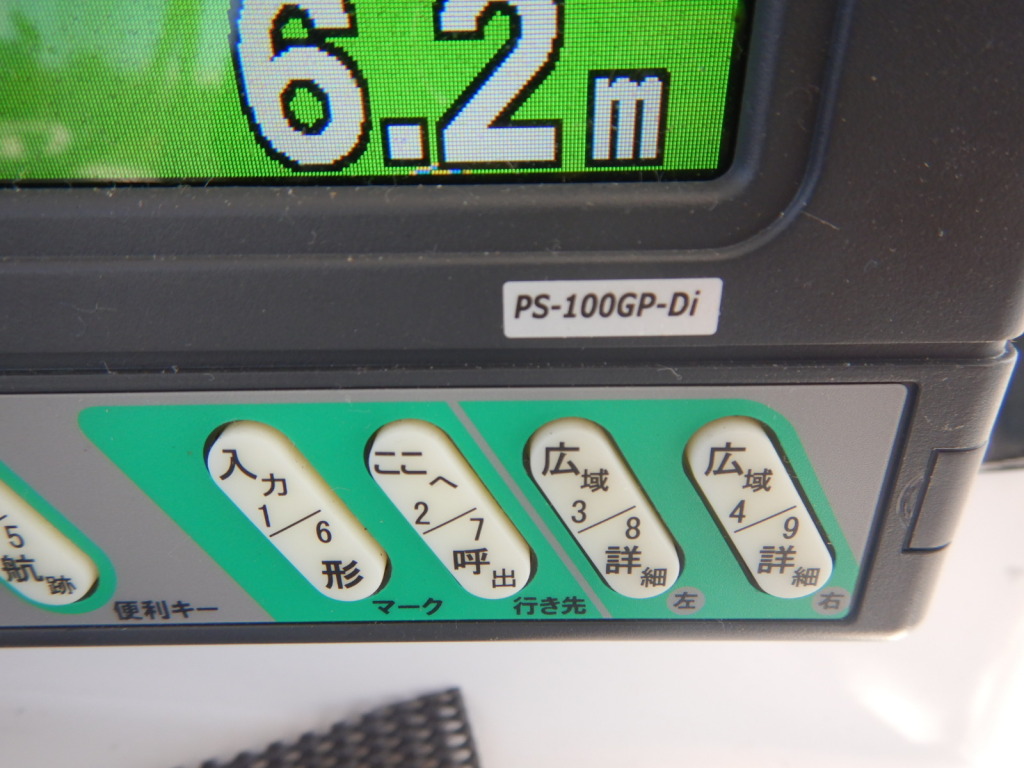 6.2m
PS-100GP-Di
入力 ここへ 広域 広域
5 1/6 2/7 3/8 4/9
航跡 形 呼出 詳細 詳細
便利キー マーク 行き先 左 右